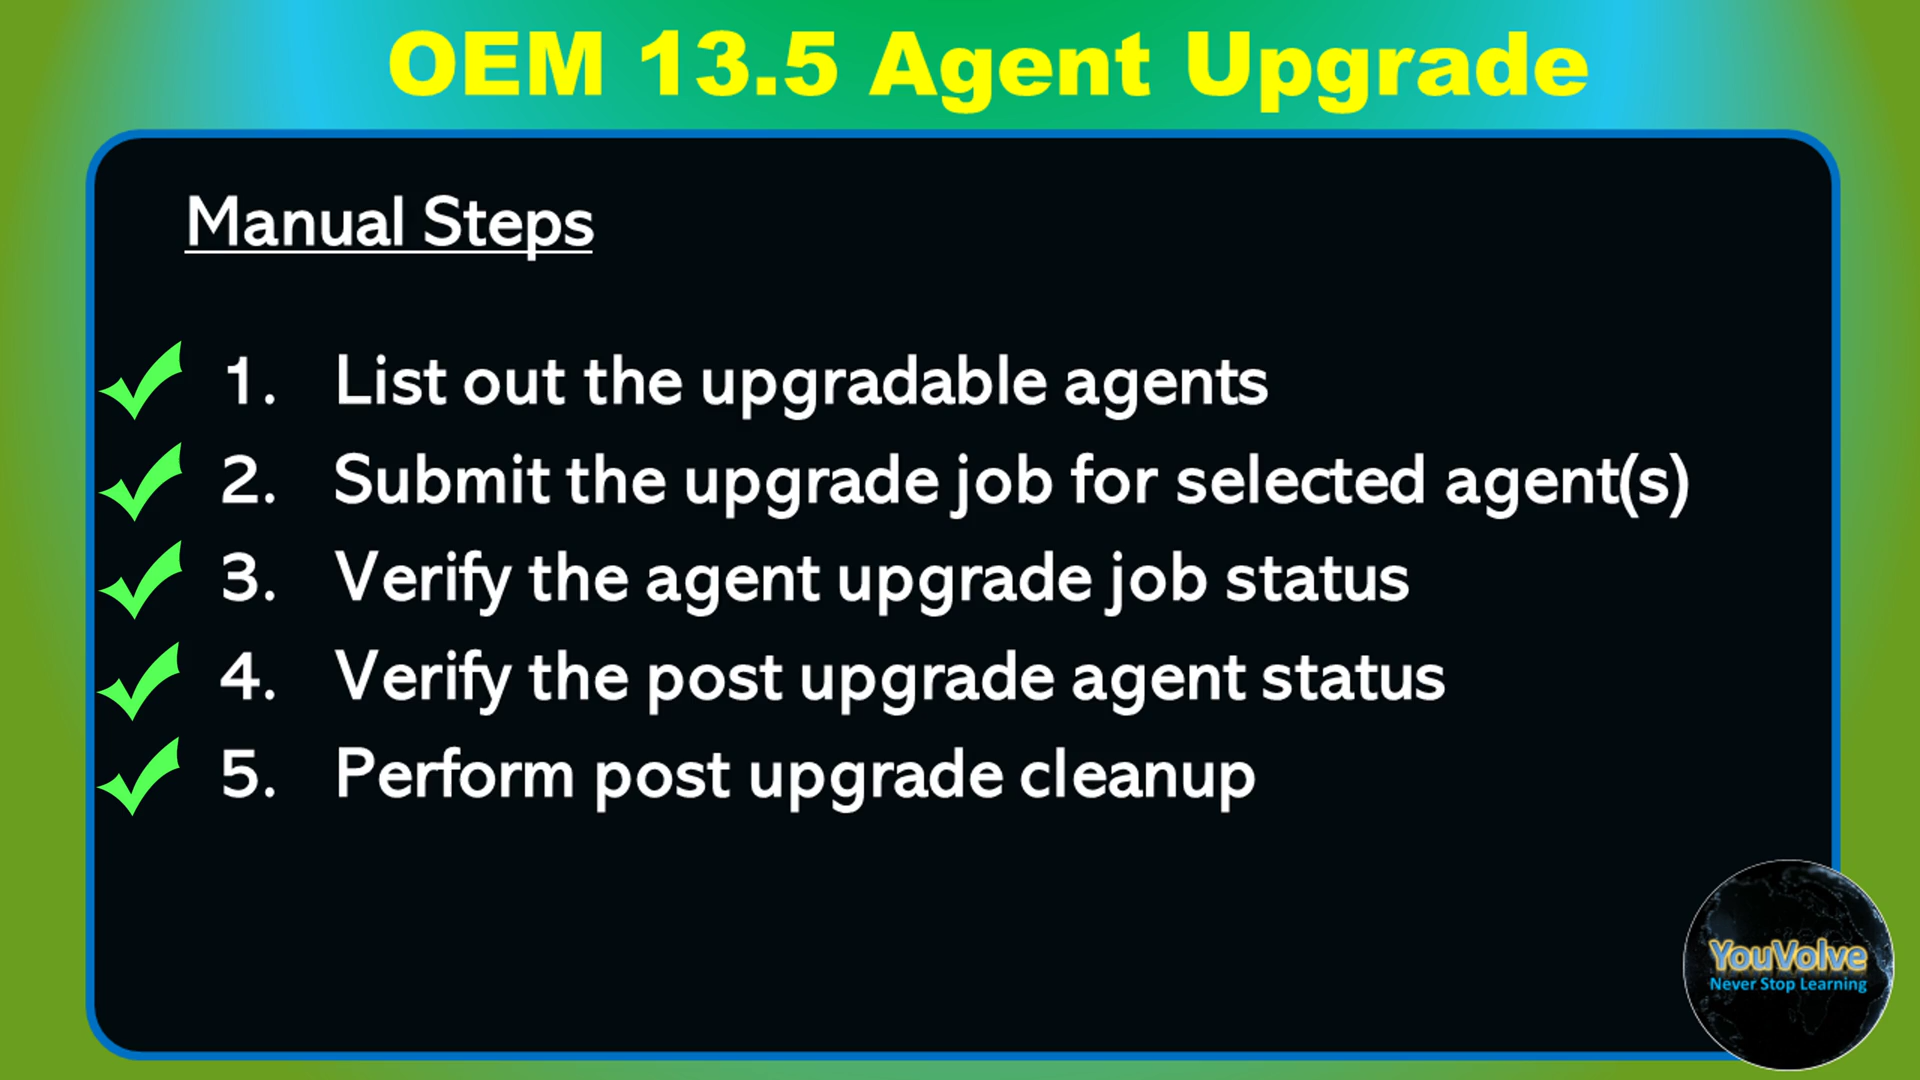 OEM 13.5 Agent Upgrade
Manual Steps
1. List out the upgradable agents
2. Submit the upgrade job for selected agent(s)
3. Verify the agent upgrade job status
4. Verify the post upgrade agent status
5. Perform post upgrade cleanup
YouVolve
Never Stop Learning